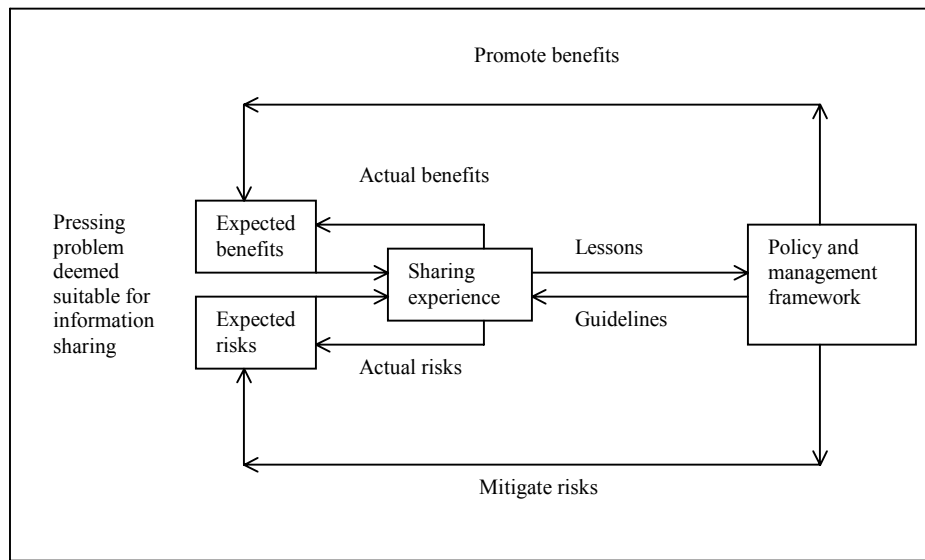 Promote benefits
Actual benefits
Pressing
problem
deemed
suitable for
information
sharing
Expected
benefits
Expected
risks
Sharing
experience
Lessons
Guidelines
Policy and
management
framework
Actual risks
Mitigate risks